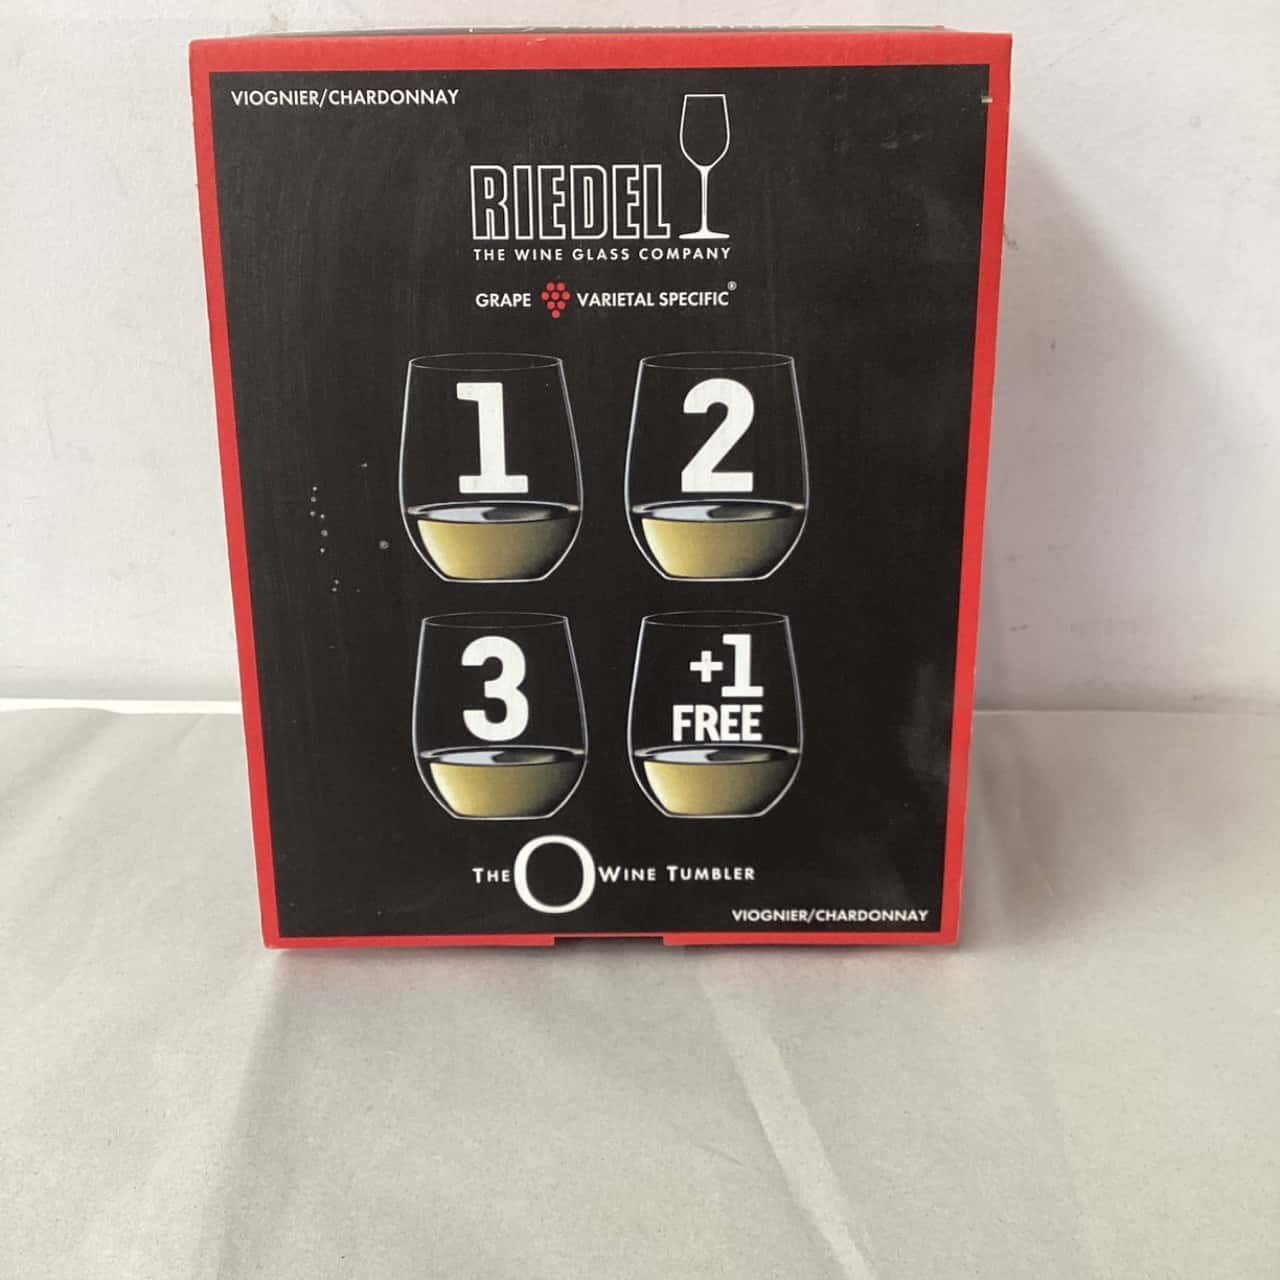 VIOGNIER/CHARDONNAY
RIEDEL
THE WINE GLASS COMPANY
GRAPE VARIETAL SPECIFIC®
1 2
3 +1
FREE
THE O WINE TUMBLER
VIOGNIER/CHARDONNAY